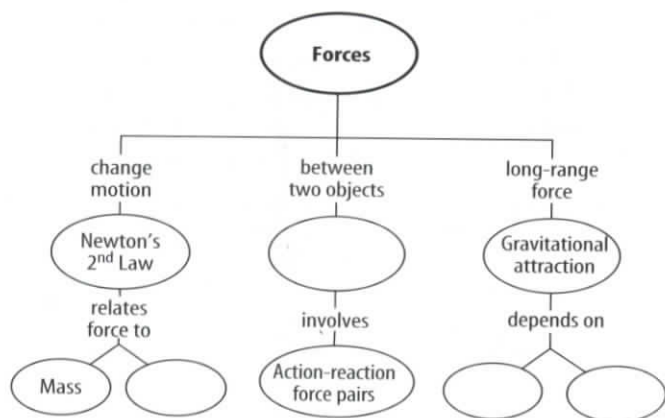 Forces
change
motion
between
two objects
long-range
force
Newton's
2nd Law
Gravitational
attraction
relates
force to
involves
depends on
Mass
Action-reaction
force pairs